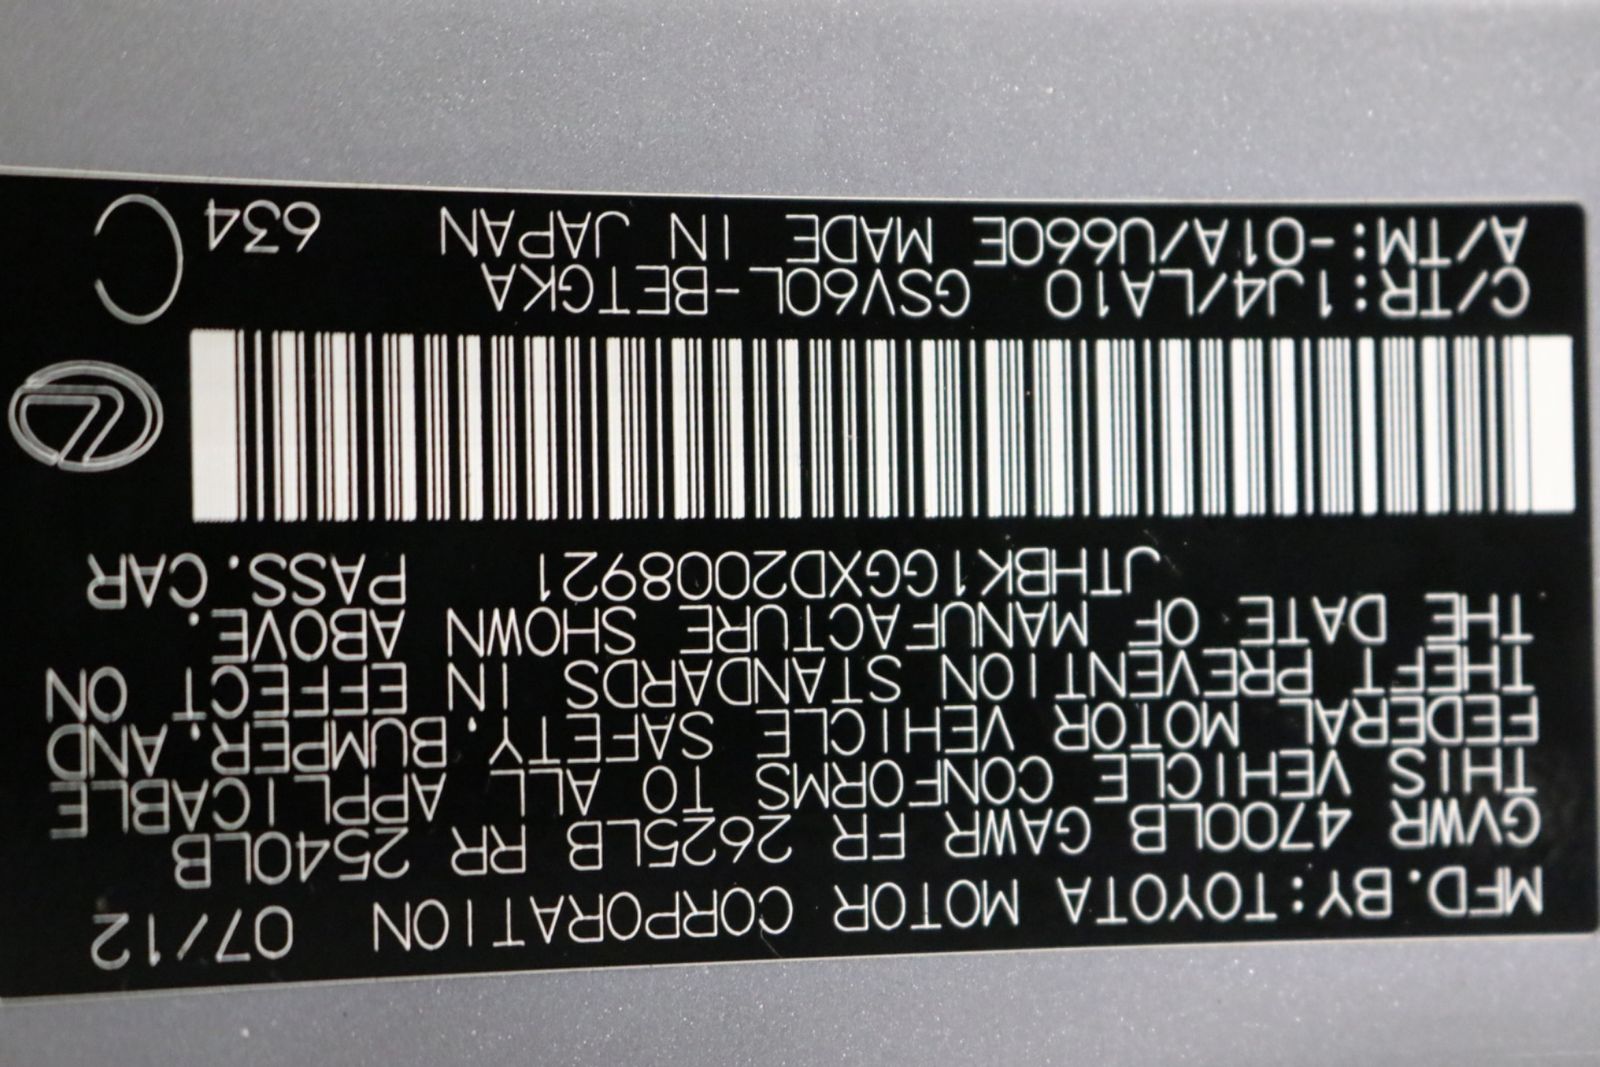 MFD. BY: TOYOTA MOTOR CORPORATION 07/12
GVWR 4700LB GAWR FR 2625LB RR 2540LB
THIS VEHICLE CONFORMS TO ALL APPLICABLE
FEDERAL MOTOR VEHICLE SAFETY, BUMPER, AND
THEFT PREVENTION STANDARDS IN EFFECT ON
THE DATE OF MANUFACTURE SHOWN ABOVE.
JTHBK1GGXD2008921 PASS. CAR
C/TR: 1J4/LA10 GSV60L-BETGKA
A/TM: -01A/U660E MADE IN JAPAN 634
C